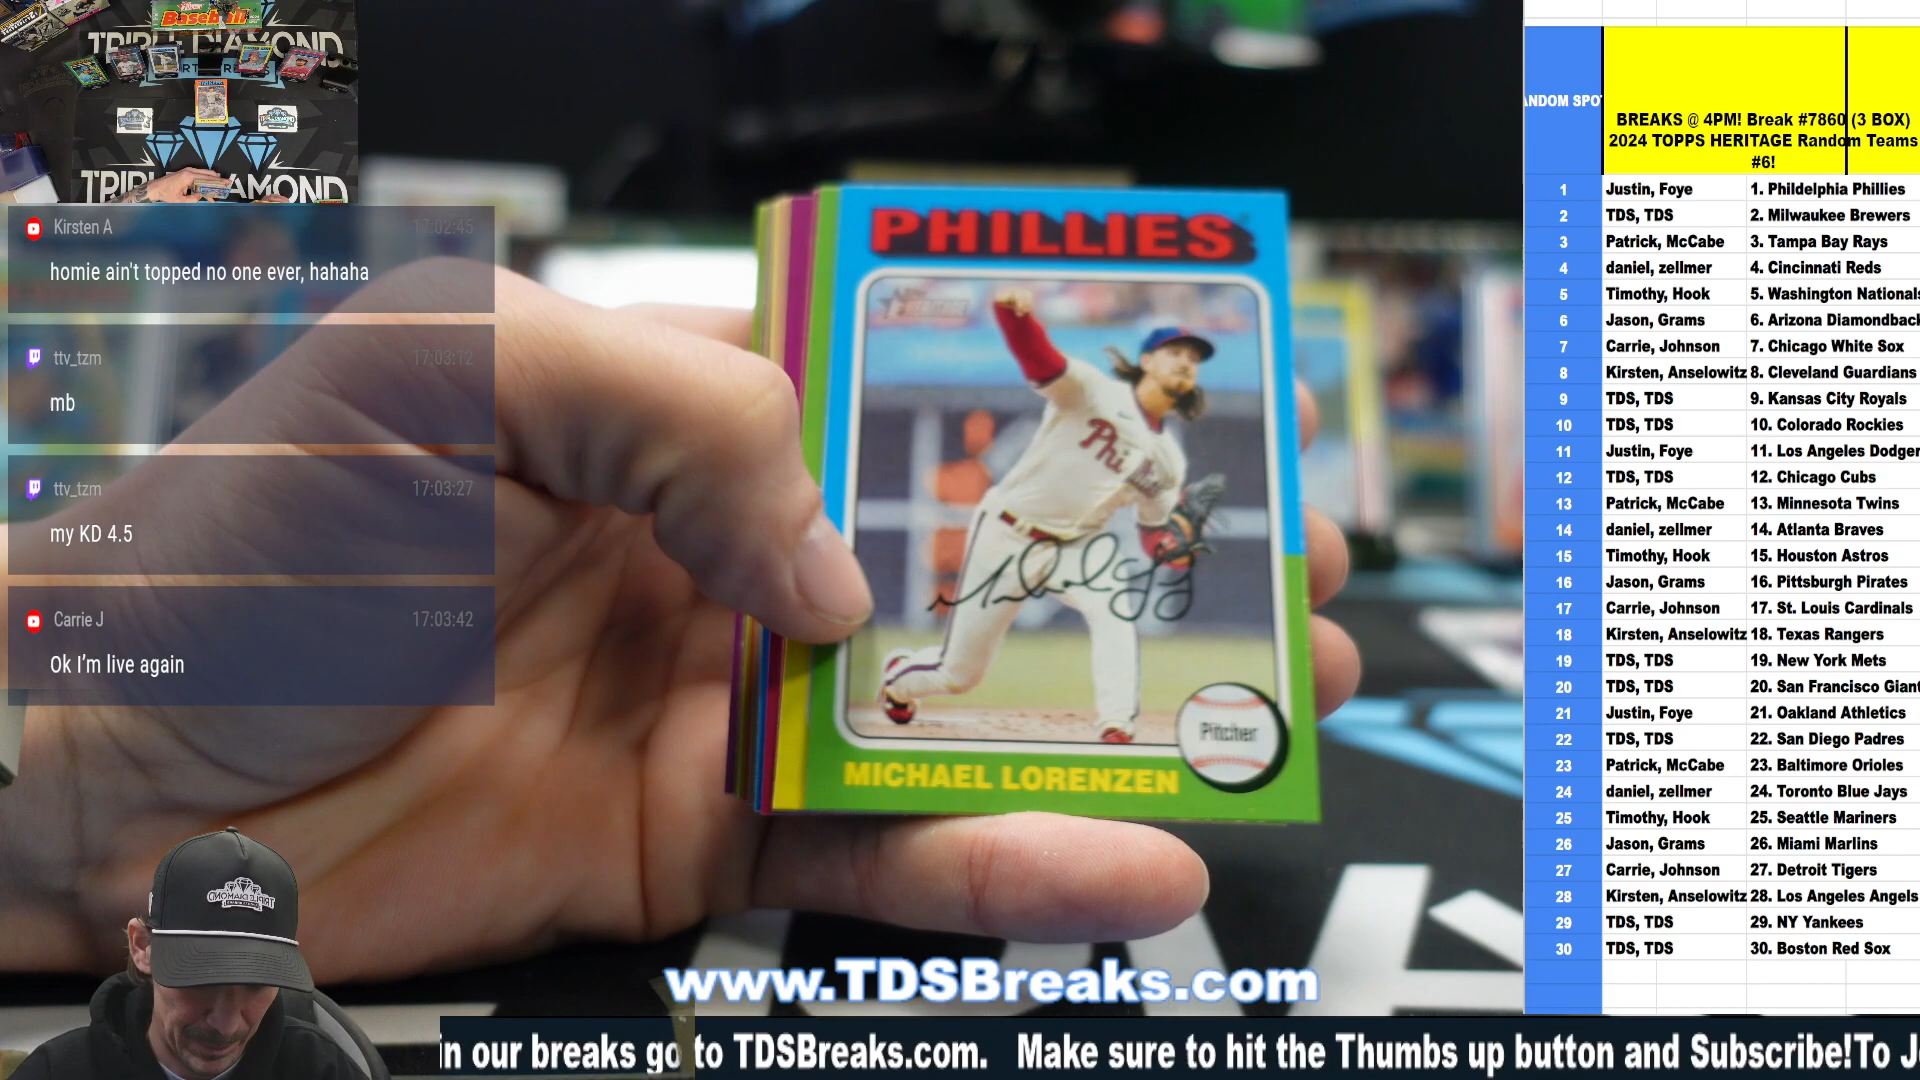 Baseball
TRIPLE DIAMOND
TRIPLE DIAMOND
Kirsten A 17:02:45
homie ain't topped no one ever, hahaha
ttv_tzm 17:03:12
mb
ttv_tzm 17:03:27
my KD 4.5
Carrie J 17:03:42
Ok I'm live again
PHILLIES
Phillies
Pitcher
MICHAEL LORENZEN
www.TDSBreaks.com
in our breaks go to TDSBreaks.com. Make sure to hit the Thumbs up button and Subscribe!To J
ANDOM SPO
BREAKS @ 4PM! Break #7860 (3 BOX)
2024 TOPPS HERITAGE Random Teams
#6!
1 Justin, Foye 1. Phildelphia Phillies
2 TDS, TDS 2. Milwaukee Brewers
3 Patrick, McCabe 3. Tampa Bay Rays
4 daniel, zellmer 4. Cincinnati Reds
5 Timothy, Hook 5. Washington Nationals
6 Jason, Grams 6. Arizona Diamondback
7 Carrie, Johnson 7. Chicago White Sox
8 Kirsten, Anselowitz 8. Cleveland Guardians
9 TDS, TDS 9. Kansas City Royals
10 TDS, TDS 10. Colorado Rockies
11 Justin, Foye 11. Los Angeles Dodger
12 TDS, TDS 12. Chicago Cubs
13 Patrick, McCabe 13. Minnesota Twins
14 daniel, zellmer 14. Atlanta Braves
15 Timothy, Hook 15. Houston Astros
16 Jason, Grams 16. Pittsburgh Pirates
17 Carrie, Johnson 17. St. Louis Cardinals
18 Kirsten, Anselowitz 18. Texas Rangers
19 TDS, TDS 19. New York Mets
20 TDS, TDS 20. San Francisco Giant
21 Justin, Foye 21. Oakland Athletics
22 TDS, TDS 22. San Diego Padres
23 Patrick, McCabe 23. Baltimore Orioles
24 daniel, zellmer 24. Toronto Blue Jays
25 Timothy, Hook 25. Seattle Mariners
26 Jason, Grams 26. Miami Marlins
27 Carrie, Johnson 27. Detroit Tigers
28 Kirsten, Anselowitz 28. Los Angeles Angels
29 TDS, TDS 29. NY Yankees
30 TDS, TDS 30. Boston Red Sox